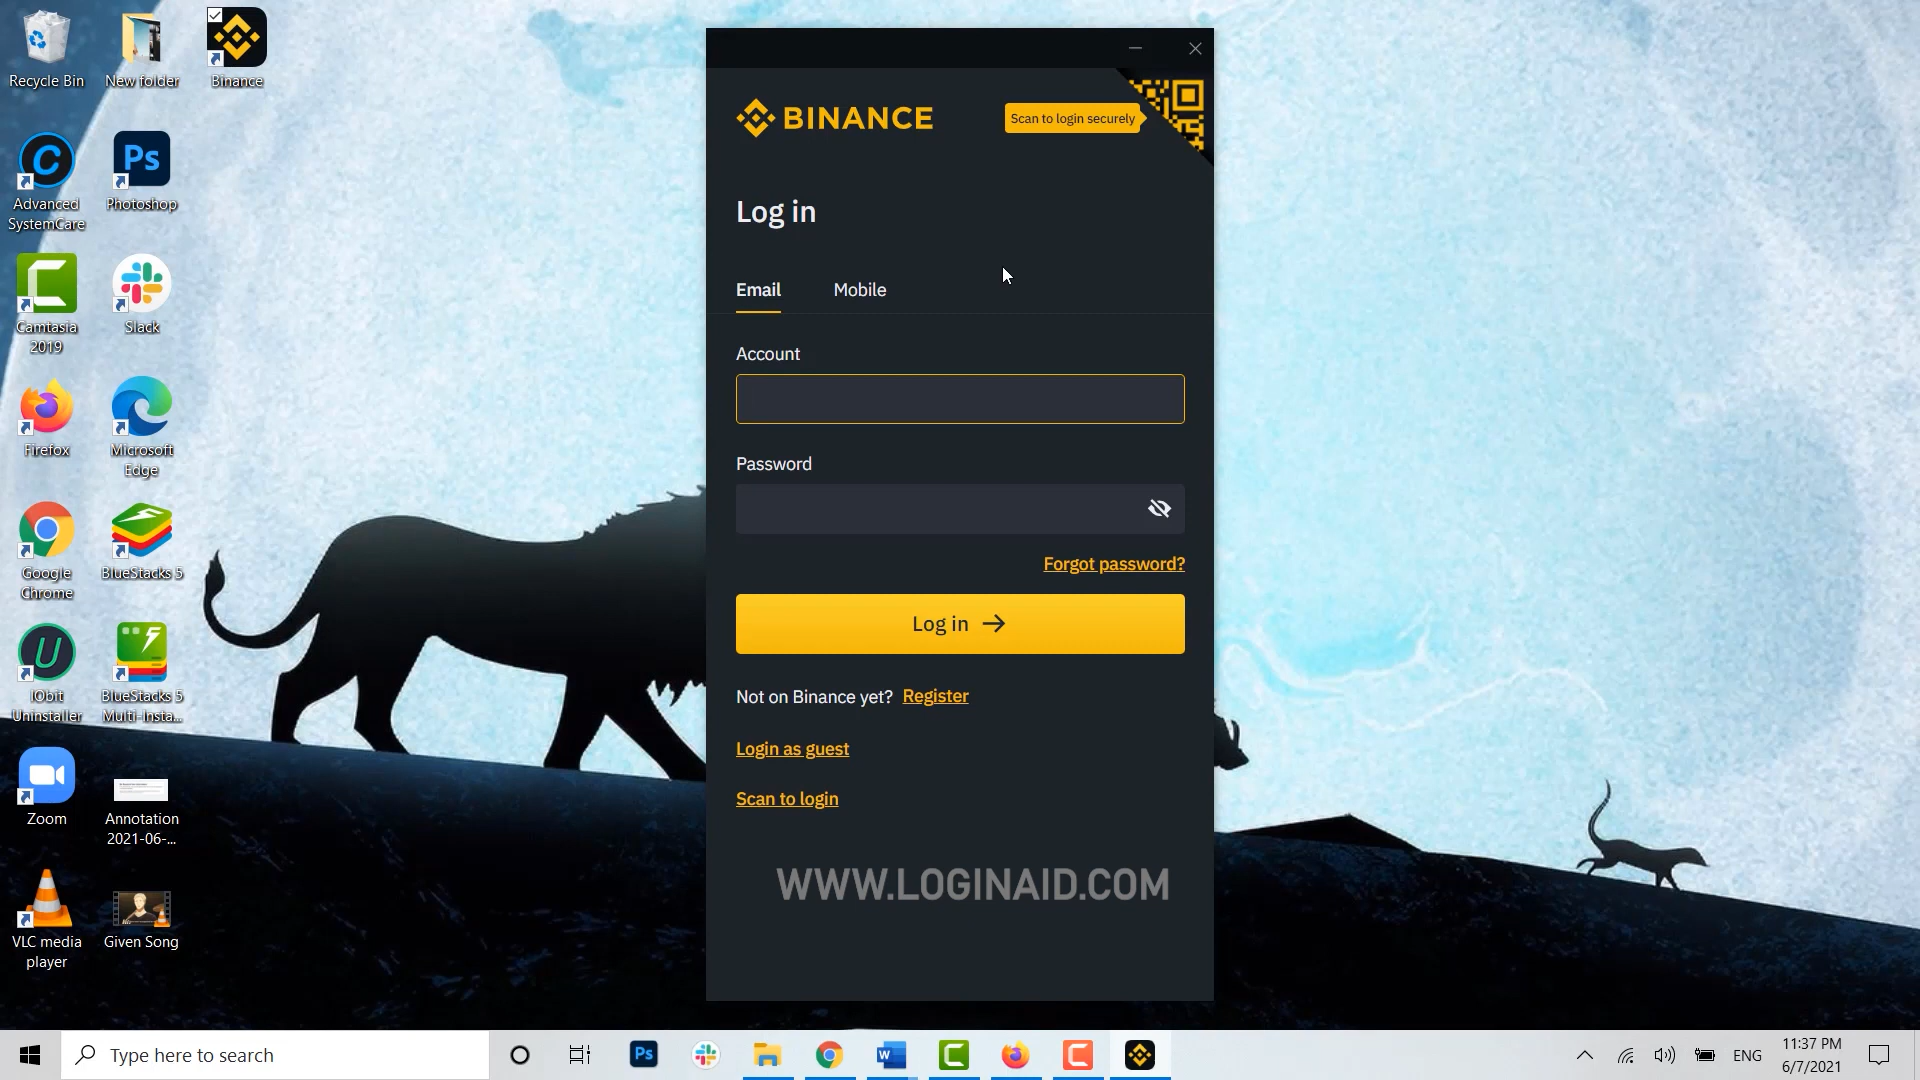 Recycle Bin
New folder
Binance
Advanced
SystemCare
Ps
Photoshop
Camtasia
2019
Slack
Firefox
Microsoft
Edge
Google
Chrome
BlueStacks 5
IObit
Uninstaller
BlueStacks 5
Multi-Insta...
Zoom
Annotation
2021-06-...
VLC media
player
Given Song
BINANCE
Scan to login securely
Log in
Email
Mobile
Account
Password
Forgot password?
Log in
Not on Binance yet? Register
Login as guest
Scan to login
WWW.LOGINAID.COM
Type here to search
Ps
W
ENG
11:37 PM
6/7/2021